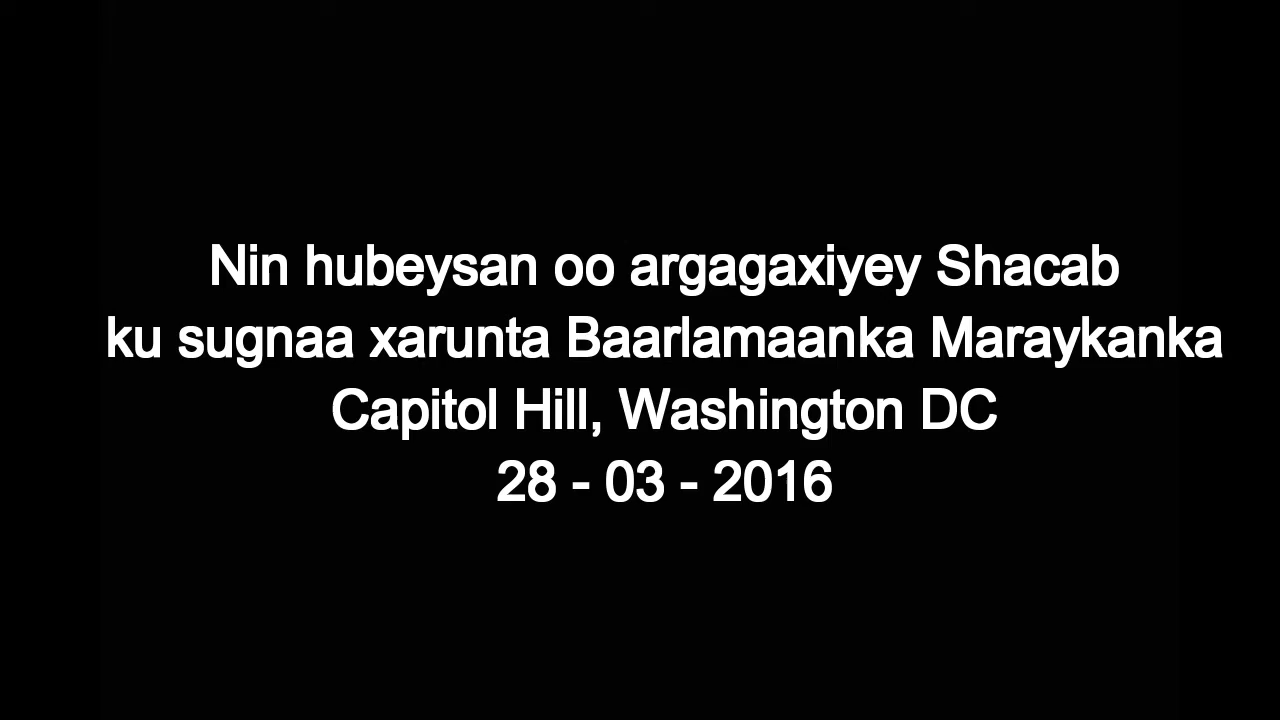 Nin hubeysan oo argagaxiyey Shacab
ku sugnaa xarunta Baarlamaanka Maraykanka
Capitol Hill, Washington DC
28 - 03 - 2016